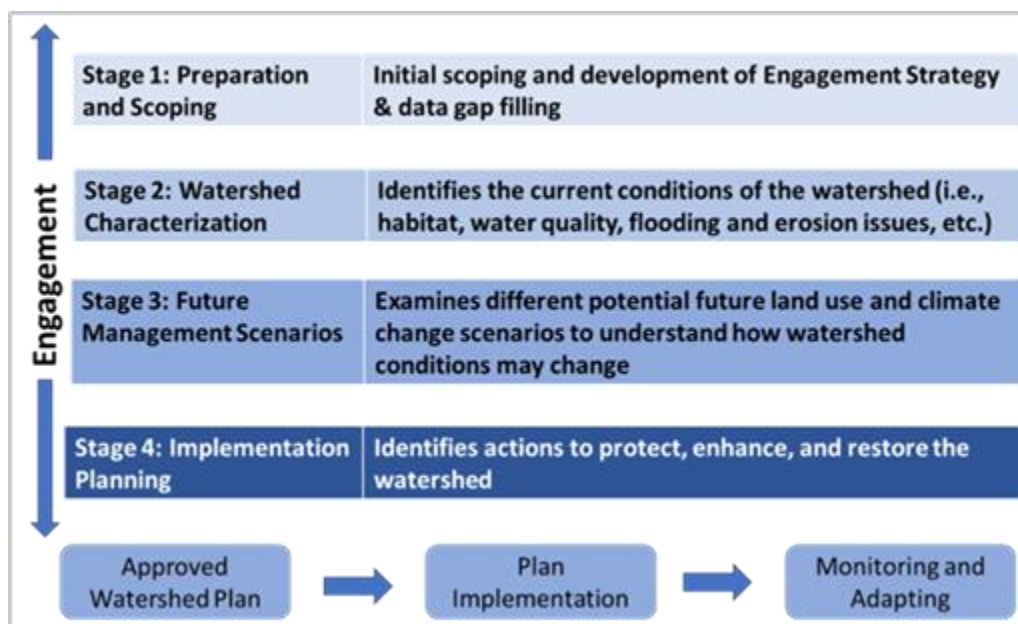 Engagement
Stage 1: Preparation
and Scoping
Initial scoping and development of Engagement Strategy
& data gap filling
Stage 2: Watershed
Characterization
Identifies the current conditions of the watershed (i.e.,
habitat, water quality, flooding and erosion issues, etc.)
Stage 3: Future
Management Scenarios
Examines different potential future land use and climate
change scenarios to understand how watershed
conditions may change
Stage 4: Implementation
Planning
Identifies actions to protect, enhance, and restore the
watershed
Approved
Watershed Plan
Plan
Implementation
Monitoring and
Adapting